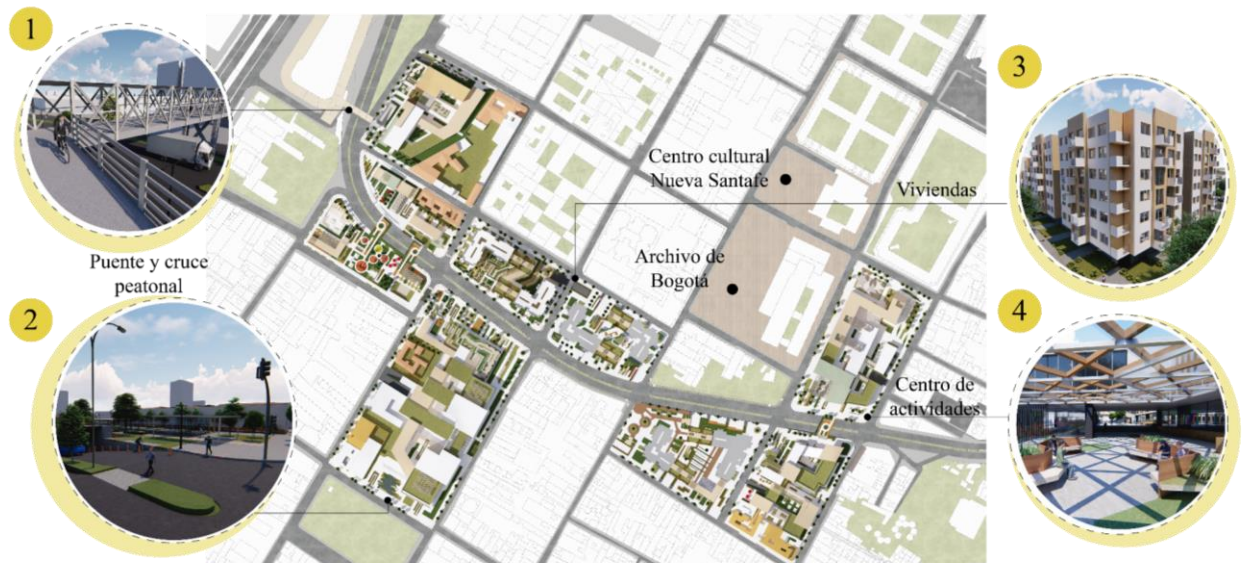 1
Puente y cruce
peatonal
2
Centro cultural
Nueva Santafe
Archivo de
Bogotá
Viviendas
3
4
Centro de
actividades